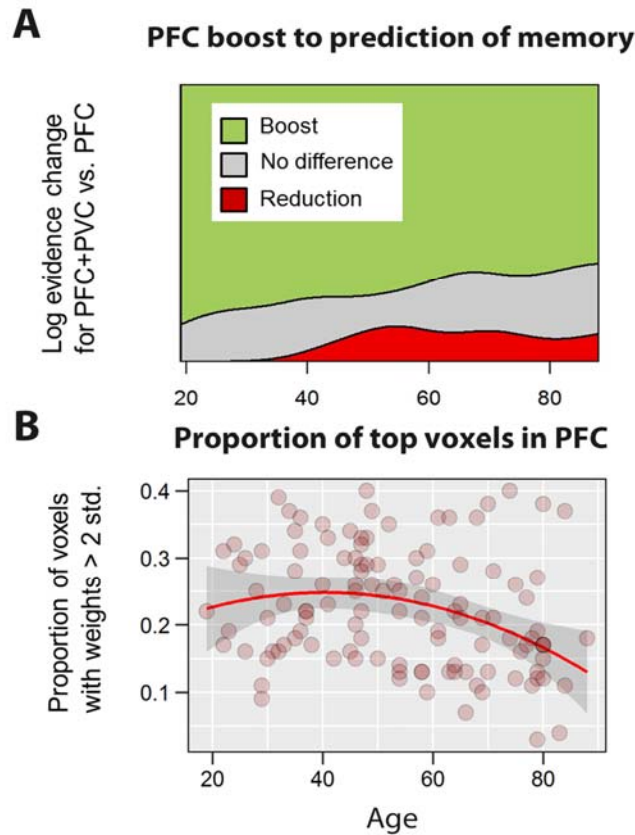 A
PFC boost to prediction of memory
Log evidence change
for PFC+PVC vs. PFC
Boost
No difference
Reduction
20
40
60
80
B
Proportion of top voxels in PFC
Proportion of voxels
with weights > 2 std.
0.4
0.3
0.2
0.1
20
40
60
80
Age